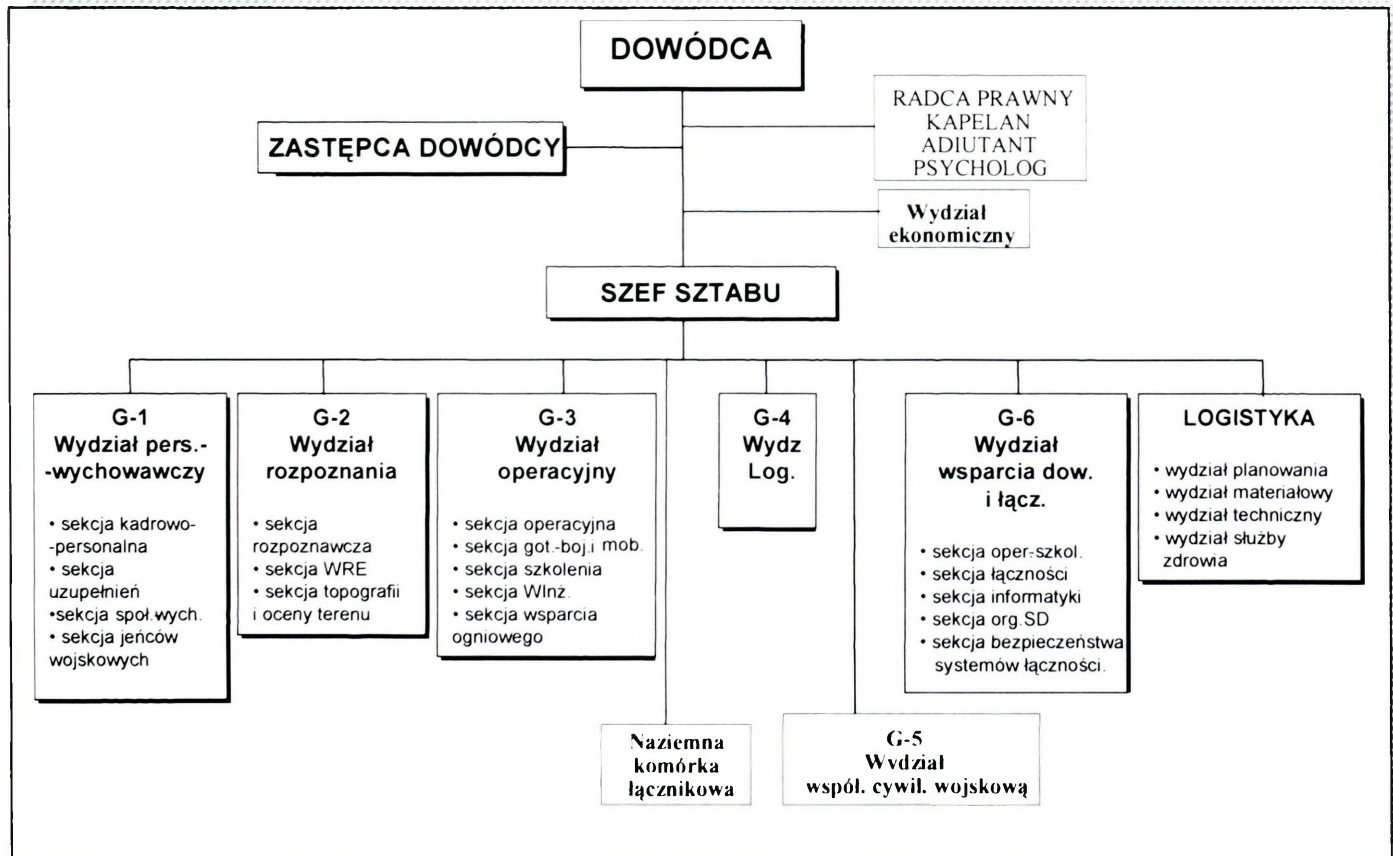 DOWÓDCA
RADCA PRAWNY
KAPELAN
ADIUTANT
PSYCHOLOG
ZASTĘPCA DOWÓDCY
Wydział
ekonomiczny
SZEF SZTABU
G-1
Wydział pers.-
-wychowawczy
• sekcja kadrowo-
-personalna
• sekcja
uzupełnień
•sekcja społ.wych.
• sekcja jeńców
wojskowych
G-2
Wydział
rozpoznania
• sekcja
rozpoznawcza
• sekcja WRE
• sekcja topografii
i oceny terenu
G-3
Wydział
operacyjny
• sekcja operacyjna
• sekcja got.-boj.i mob.
• sekcja szkolenia
• sekcja WInż.
• sekcja wsparcia
ogniowego
G-4
Wydz
Log.
G-6
Wydział
wsparcia dow.
i łącz.
• sekcja oper-szkol.
• sekcja łączności
• sekcja informatyki
• sekcja org.SD
• sekcja bezpieczeństwa
systemów łączności.
LOGISTYKA
• wydział planowania
• wydział materiałowy
• wydział techniczny
• wydział służby
zdrowia
Naziemna
komórka
łącznikowa
G-5
Wydział
współ. cywil. wojskową